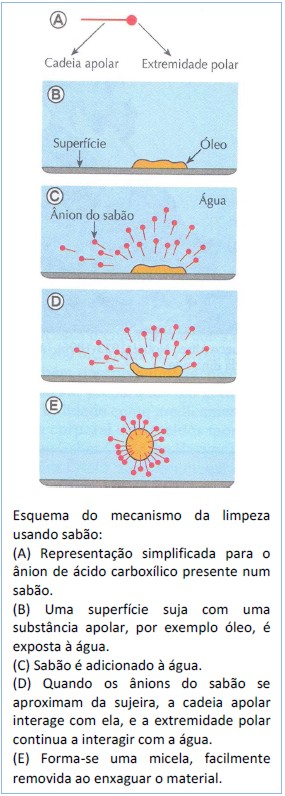 A
Cadeia apolar Extremidade polar
B
Superfície Óleo
C Água
Ânion do sabão
D
E
Esquema do mecanismo da limpeza
usando sabão:
(A) Representação simplificada para o
ânion de ácido carboxílico presente num
sabão.
(B) Uma superfície suja com uma
substância apolar, por exemplo óleo, é
exposta à água.
(C) Sabão é adicionado à água.
(D) Quando os ânions do sabão se
aproximam da sujeira, a cadeia apolar
interage com ela, e a extremidade polar
continua a interagir com a água.
(E) Forma-se uma micela, facilmente
removida ao enxaguar o material.